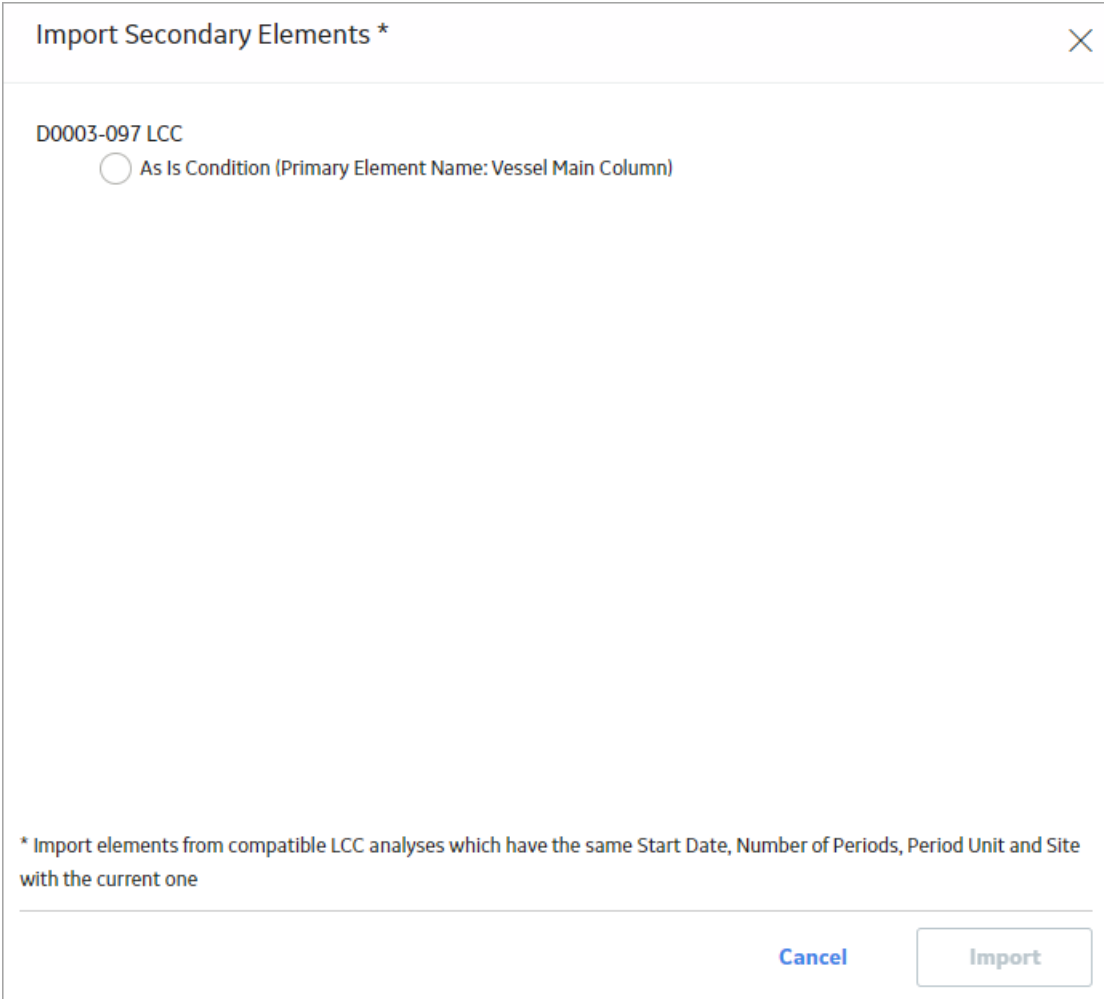 Import Secondary Elements *
D0003-097 LCC
As Is Condition (Primary Element Name: Vessel Main Column)
* Import elements from compatible LCC analyses which have the same Start Date, Number of Periods, Period Unit and Site
with the current one
Cancel
Import